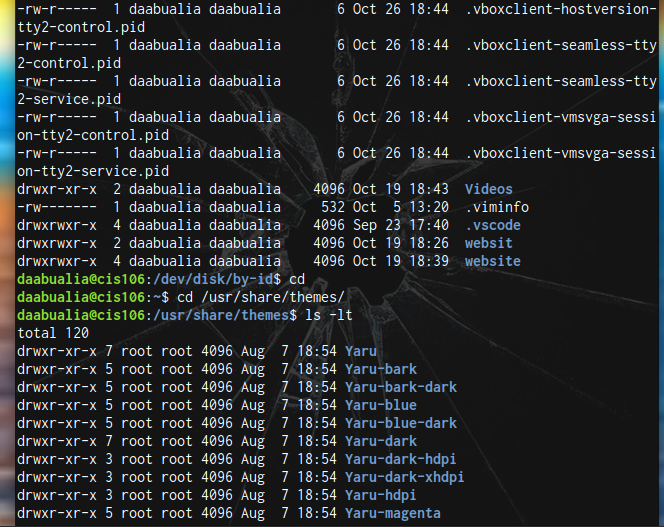 -rw-r-----  1 daabualia daabualia       6 Oct 26 18:44  .vboxclient-hostversion-
tty2-control.pid
-rw-r-----  1 daabualia daabualia       6 Oct 26 18:44  .vboxclient-seamless-tty
2-control.pid
-rw-r-----  1 daabualia daabualia       6 Oct 26 18:44  .vboxclient-seamless-tty
2-service.pid
-rw-r-----  1 daabualia daabualia       6 Oct 26 18:44  .vboxclient-vmsvga-sessi
on-tty2-control.pid
-rw-r-----  1 daabualia daabualia       6 Oct 26 18:44  .vboxclient-vmsvga-sessi
on-tty2-service.pid
drwxr-xr-x  2 daabualia daabualia    4096 Oct 19 18:43  Videos
-rw-------  1 daabualia daabualia     532 Oct  5 13:20  .viminfo
drwxrwxr-x  4 daabualia daabualia    4096 Sep 23 17:40  .vscode
drwxrwxr-x  2 daabualia daabualia    4096 Oct 19 18:26  websit
drwxrwxr-x  4 daabualia daabualia    4096 Oct 19 18:39  website
daabualia@cis106:/dev/disk/by-id$ cd
daabualia@cis106:~$ cd /usr/share/themes/
daabualia@cis106:/usr/share/themes$ ls -lt
total 120
drwxr-xr-x 7 root root 4096 Aug  7 18:54 Yaru
drwxr-xr-x 5 root root 4096 Aug  7 18:54 Yaru-bark
drwxr-xr-x 5 root root 4096 Aug  7 18:54 Yaru-bark-dark
drwxr-xr-x 5 root root 4096 Aug  7 18:54 Yaru-blue
drwxr-xr-x 5 root root 4096 Aug  7 18:54 Yaru-blue-dark
drwxr-xr-x 7 root root 4096 Aug  7 18:54 Yaru-dark
drwxr-xr-x 3 root root 4096 Aug  7 18:54 Yaru-dark-hdpi
drwxr-xr-x 3 root root 4096 Aug  7 18:54 Yaru-dark-xhdpi
drwxr-xr-x 3 root root 4096 Aug  7 18:54 Yaru-hdpi
drwxr-xr-x 5 root root 4096 Aug  7 18:54 Yaru-magenta